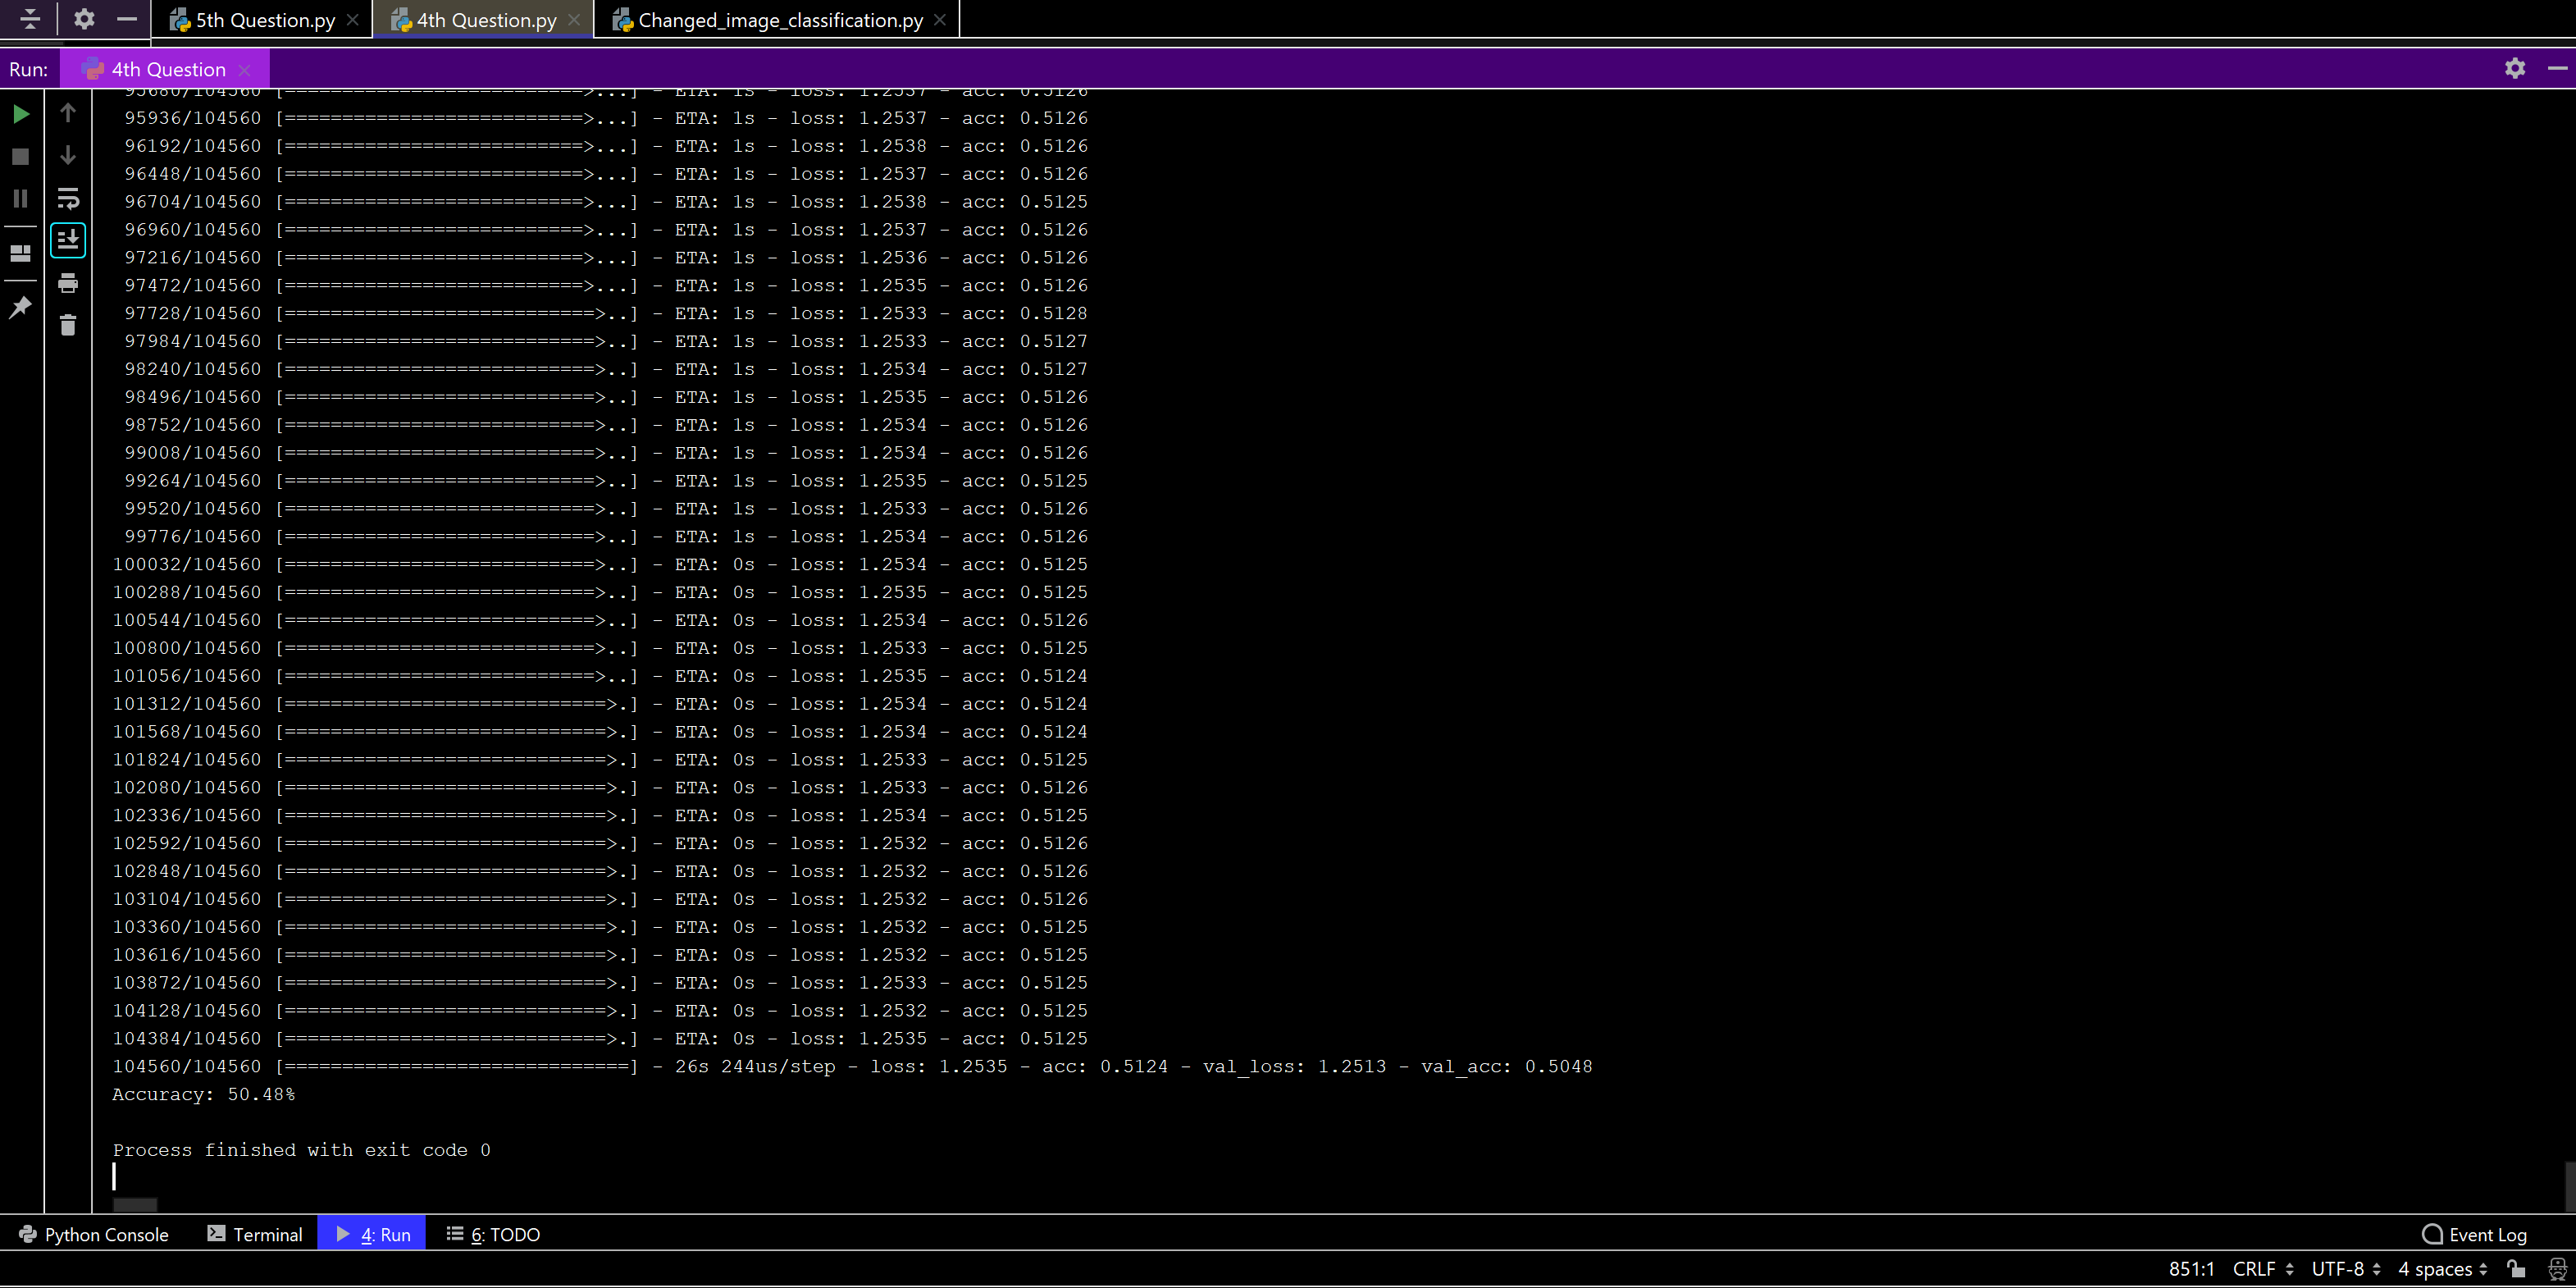 5th Question.py
4th Question.py
Changed_image_classification.py
Run: 4th Question
95680/104560 [==========================>...] - ETA: 1s - loss: 1.2537 - acc: 0.5126
95936/104560 [==========================>...] - ETA: 1s - loss: 1.2537 - acc: 0.5126
96192/104560 [==========================>...] - ETA: 1s - loss: 1.2538 - acc: 0.5126
96448/104560 [==========================>...] - ETA: 1s - loss: 1.2537 - acc: 0.5126
96704/104560 [==========================>...] - ETA: 1s - loss: 1.2538 - acc: 0.5125
96960/104560 [==========================>...] - ETA: 1s - loss: 1.2537 - acc: 0.5126
97216/104560 [==========================>...] - ETA: 1s - loss: 1.2536 - acc: 0.5126
97472/104560 [==========================>...] - ETA: 1s - loss: 1.2535 - acc: 0.5126
97728/104560 [===========================>..] - ETA: 1s - loss: 1.2533 - acc: 0.5128
97984/104560 [===========================>..] - ETA: 1s - loss: 1.2533 - acc: 0.5127
98240/104560 [===========================>..] - ETA: 1s - loss: 1.2534 - acc: 0.5127
98496/104560 [===========================>..] - ETA: 1s - loss: 1.2535 - acc: 0.5126
98752/104560 [===========================>..] - ETA: 1s - loss: 1.2534 - acc: 0.5126
99008/104560 [===========================>..] - ETA: 1s - loss: 1.2534 - acc: 0.5126
99264/104560 [===========================>..] - ETA: 1s - loss: 1.2535 - acc: 0.5125
99520/104560 [===========================>..] - ETA: 1s - loss: 1.2533 - acc: 0.5126
99776/104560 [===========================>..] - ETA: 1s - loss: 1.2534 - acc: 0.5126
100032/104560 [===========================>..] - ETA: 0s - loss: 1.2534 - acc: 0.5125
100288/104560 [===========================>..] - ETA: 0s - loss: 1.2535 - acc: 0.5125
100544/104560 [===========================>..] - ETA: 0s - loss: 1.2534 - acc: 0.5126
100800/104560 [===========================>..] - ETA: 0s - loss: 1.2533 - acc: 0.5125
101056/104560 [===========================>..] - ETA: 0s - loss: 1.2535 - acc: 0.5124
101312/104560 [============================>.] - ETA: 0s - loss: 1.2534 - acc: 0.5124
101568/104560 [============================>.] - ETA: 0s - loss: 1.2534 - acc: 0.5124
101824/104560 [============================>.] - ETA: 0s - loss: 1.2533 - acc: 0.5125
102080/104560 [============================>.] - ETA: 0s - loss: 1.2533 - acc: 0.5126
102336/104560 [============================>.] - ETA: 0s - loss: 1.2534 - acc: 0.5125
102592/104560 [============================>.] - ETA: 0s - loss: 1.2532 - acc: 0.5126
102848/104560 [============================>.] - ETA: 0s - loss: 1.2532 - acc: 0.5126
103104/104560 [============================>.] - ETA: 0s - loss: 1.2532 - acc: 0.5126
103360/104560 [============================>.] - ETA: 0s - loss: 1.2532 - acc: 0.5125
103616/104560 [============================>.] - ETA: 0s - loss: 1.2532 - acc: 0.5125
103872/104560 [============================>.] - ETA: 0s - loss: 1.2533 - acc: 0.5125
104128/104560 [============================>.] - ETA: 0s - loss: 1.2532 - acc: 0.5125
104384/104560 [============================>.] - ETA: 0s - loss: 1.2535 - acc: 0.5125
104560/104560 [==============================] - 26s 244us/step - loss: 1.2535 - acc: 0.5124 - val_loss: 1.2513 - val_acc: 0.5048
Accuracy: 50.48%
Process finished with exit code 0
Python Console
Terminal
4: Run
6: TODO
Event Log
851:1 CRLF UTF-8 4 spaces